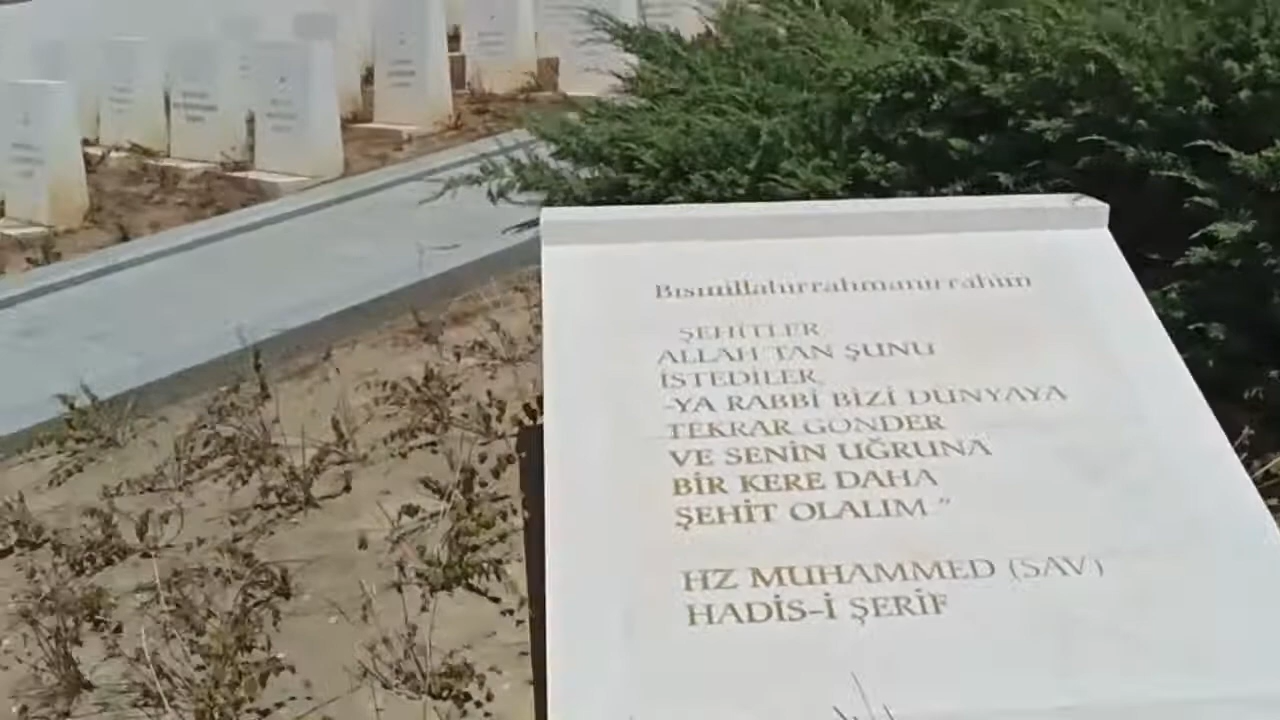 Bismillahirrahmanirrahim
ŞEHİTLER
ALLAH TAN ŞUNU
İSTEDİLER
-YA RABBİ BİZİ DÜNYAYA
TEKRAR GÖNDER
VE SENİN UĞRUNA
BİR KERE DAHA
ŞEHİT OLALIM ”
HZ MUHAMMED (SAV)
HADİS-İ ŞERİF